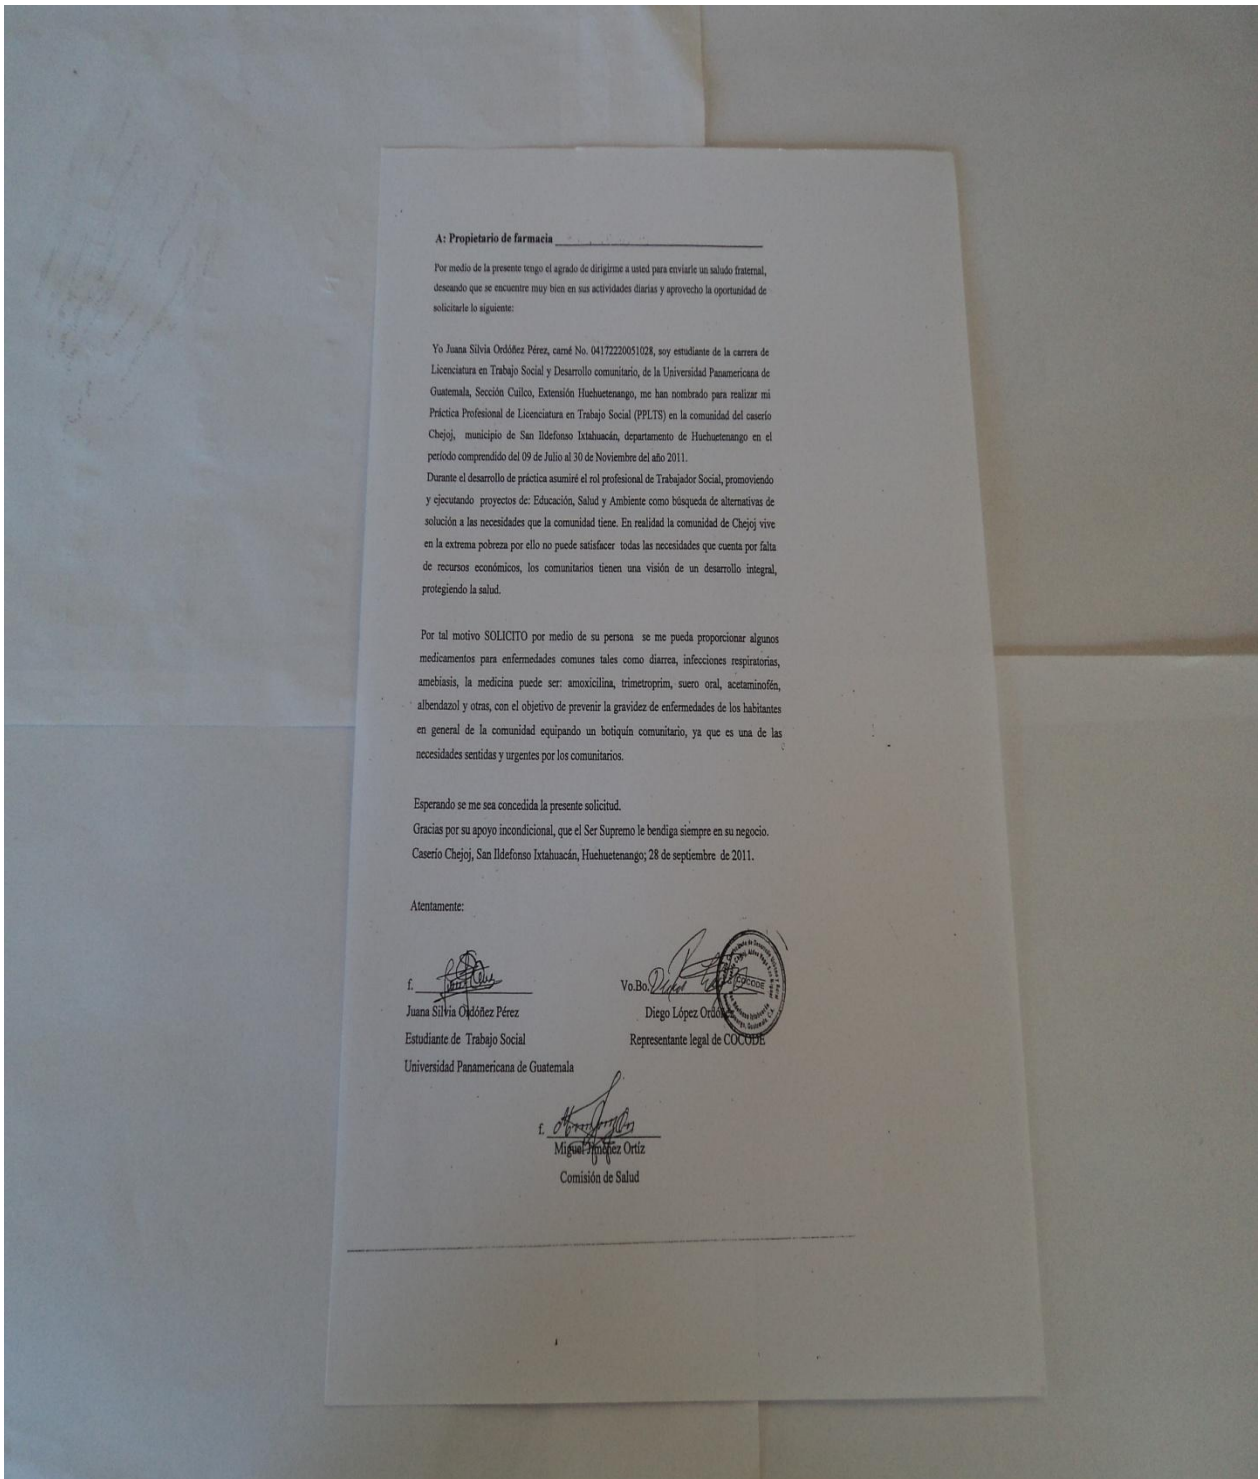 A: Propietario de farmacia
Por medio de la presente tengo el agrado de dirigirme a usted para enviarle un saludo fraternal,
deseando que se encuentre muy bien en sus actividades diarias y aprovecho la oportunidad de
solicitarle lo siguiente:
Yo Juana Silvia Ordóñez Pérez, carné No. 04172220051028, soy estudiante de la carrera de
Licenciatura en Trabajo Social y Desarrollo comunitario, de la Universidad Panamericana de
Guatemala, Sección Cuilco, Extensión Huehuetenango, me han nombrado para realizar mi
Práctica Profesional de Licenciatura en Trabajo Social (PPLTS) en la comunidad del caserío
Chejoj, municipio de San Ildefonso Ixtahuacán, departamento de Huehuetenango en el
período comprendido del 09 de Julio al 30 de Noviembre del año 2011.
Durante el desarrollo de práctica asumiré el rol profesional de Trabajador Social, promoviendo
y ejecutando proyectos de: Educación, Salud y Ambiente como búsqueda de alternativas de
solución a las necesidades que la comunidad tiene. En realidad la comunidad de Chejoj vive
en la extrema pobreza por ello no puede satisfacer todas las necesidades que cuenta por falta
de recursos económicos, los comunitarios tienen una visión de un desarrollo integral,
protegiendo la salud.
Por tal motivo SOLICITO por medio de su persona se me pueda proporcionar algunos
medicamentos para enfermedades comunes tales como diarrea, infecciones respiratorias,
amebiasis, la medicina puede ser: amoxicilina, trimetroprim, suero oral, acetaminofén,
albendazol y otras, con el objetivo de prevenir la gravidez de enfermedades de los habitantes
en general de la comunidad equipando un botiquín comunitario, ya que es una de las
necesidades sentidas y urgentes por los comunitarios.
Esperando se me sea concedida la presente solicitud.
Gracias por su apoyo incondicional, que el Ser Supremo le bendiga siempre en su negocio.
Caserío Chejoj, San Ildefonso Ixtahuacán, Huehuetenango; 28 de septiembre de 2011.
Atentamente:
f. Vo.Bo.
COCODE
Juana Silvia Ordóñez Pérez Diego López
Estudiante de Trabajo Social Representante legal de COCODE
Universidad Panamericana de Guatemala
f.
Miguel Jiménez Ortíz
Comisión de Salud